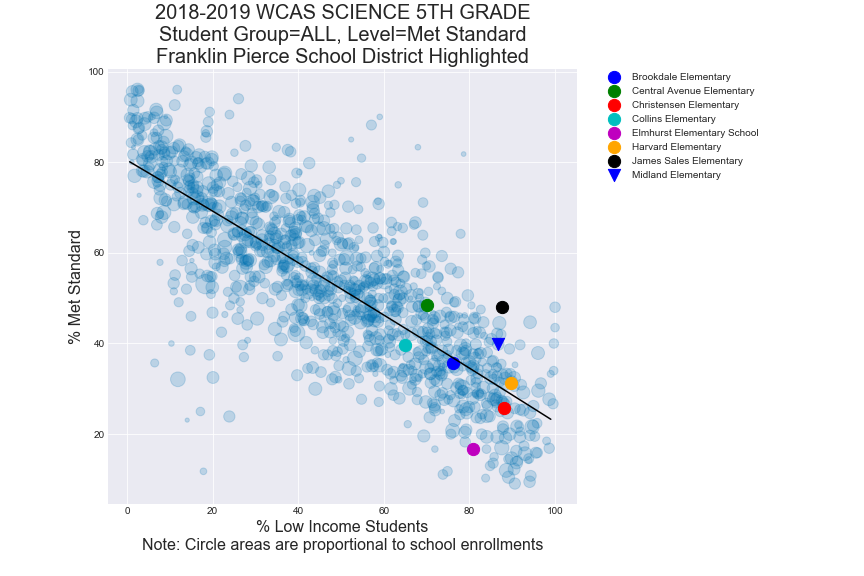 2018-2019 WCAS SCIENCE 5TH GRADE
Student Group=ALL, Level=Met Standard
Franklin Pierce School District Highlighted
100
80
60
40
20
% Met Standard
0
20
40
60
80
100
% Low Income Students
Note: Circle areas are proportional to school enrollments
Brookdale Elementary
Central Avenue Elementary
Christensen Elementary
Collins Elementary
Elmhurst Elementary School
Harvard Elementary
James Sales Elementary
Midland Elementary